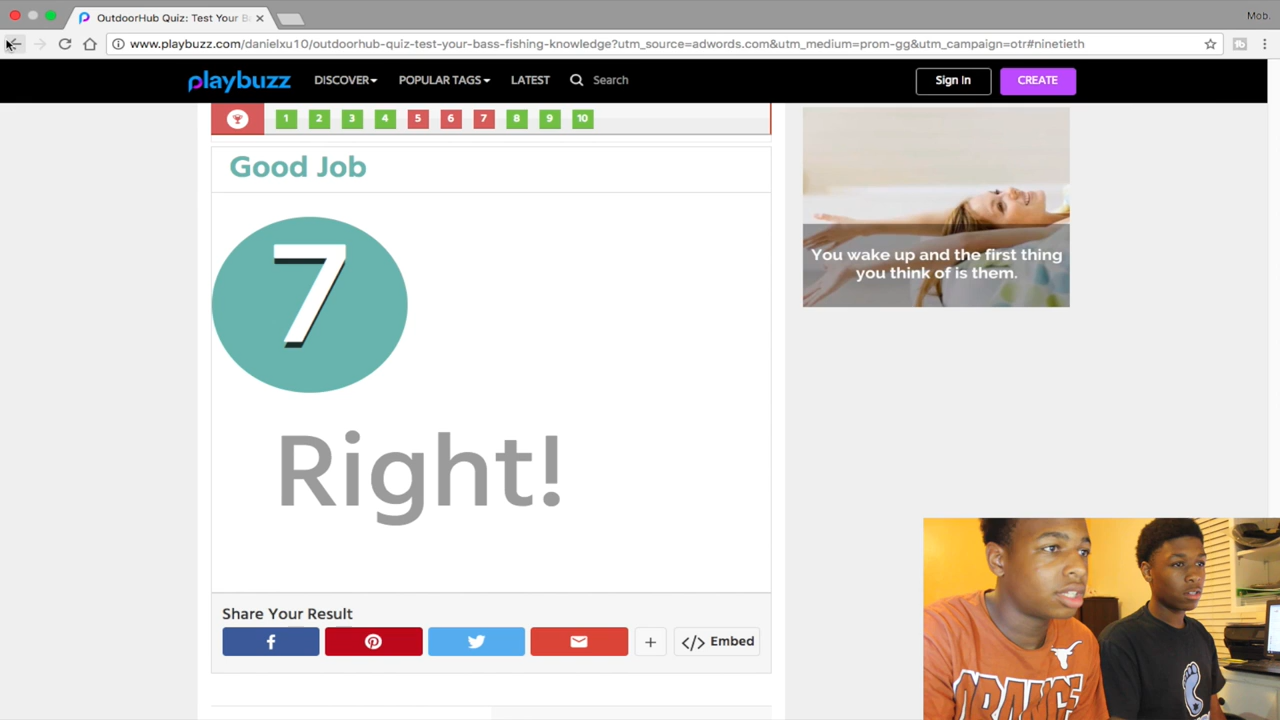 OutdoorHub Quiz: Test Your B
Mob.
www.playbuzz.com/danielxu10/outdoorhub-quiz-test-your-bass-fishing-knowledge?utm_source=adwords.com&utm_medium=prom-gg&utm_campaign=otr#ninetieth
playbuzz DISCOVER POPULAR TAGS LATEST Search Sign In CREATE
1 2 3 4 5 6 7 8 9 10
Good Job
7
Right!
You wake up and the first thing
you think of is them.
Share Your Result
</> Embed
ORANGE